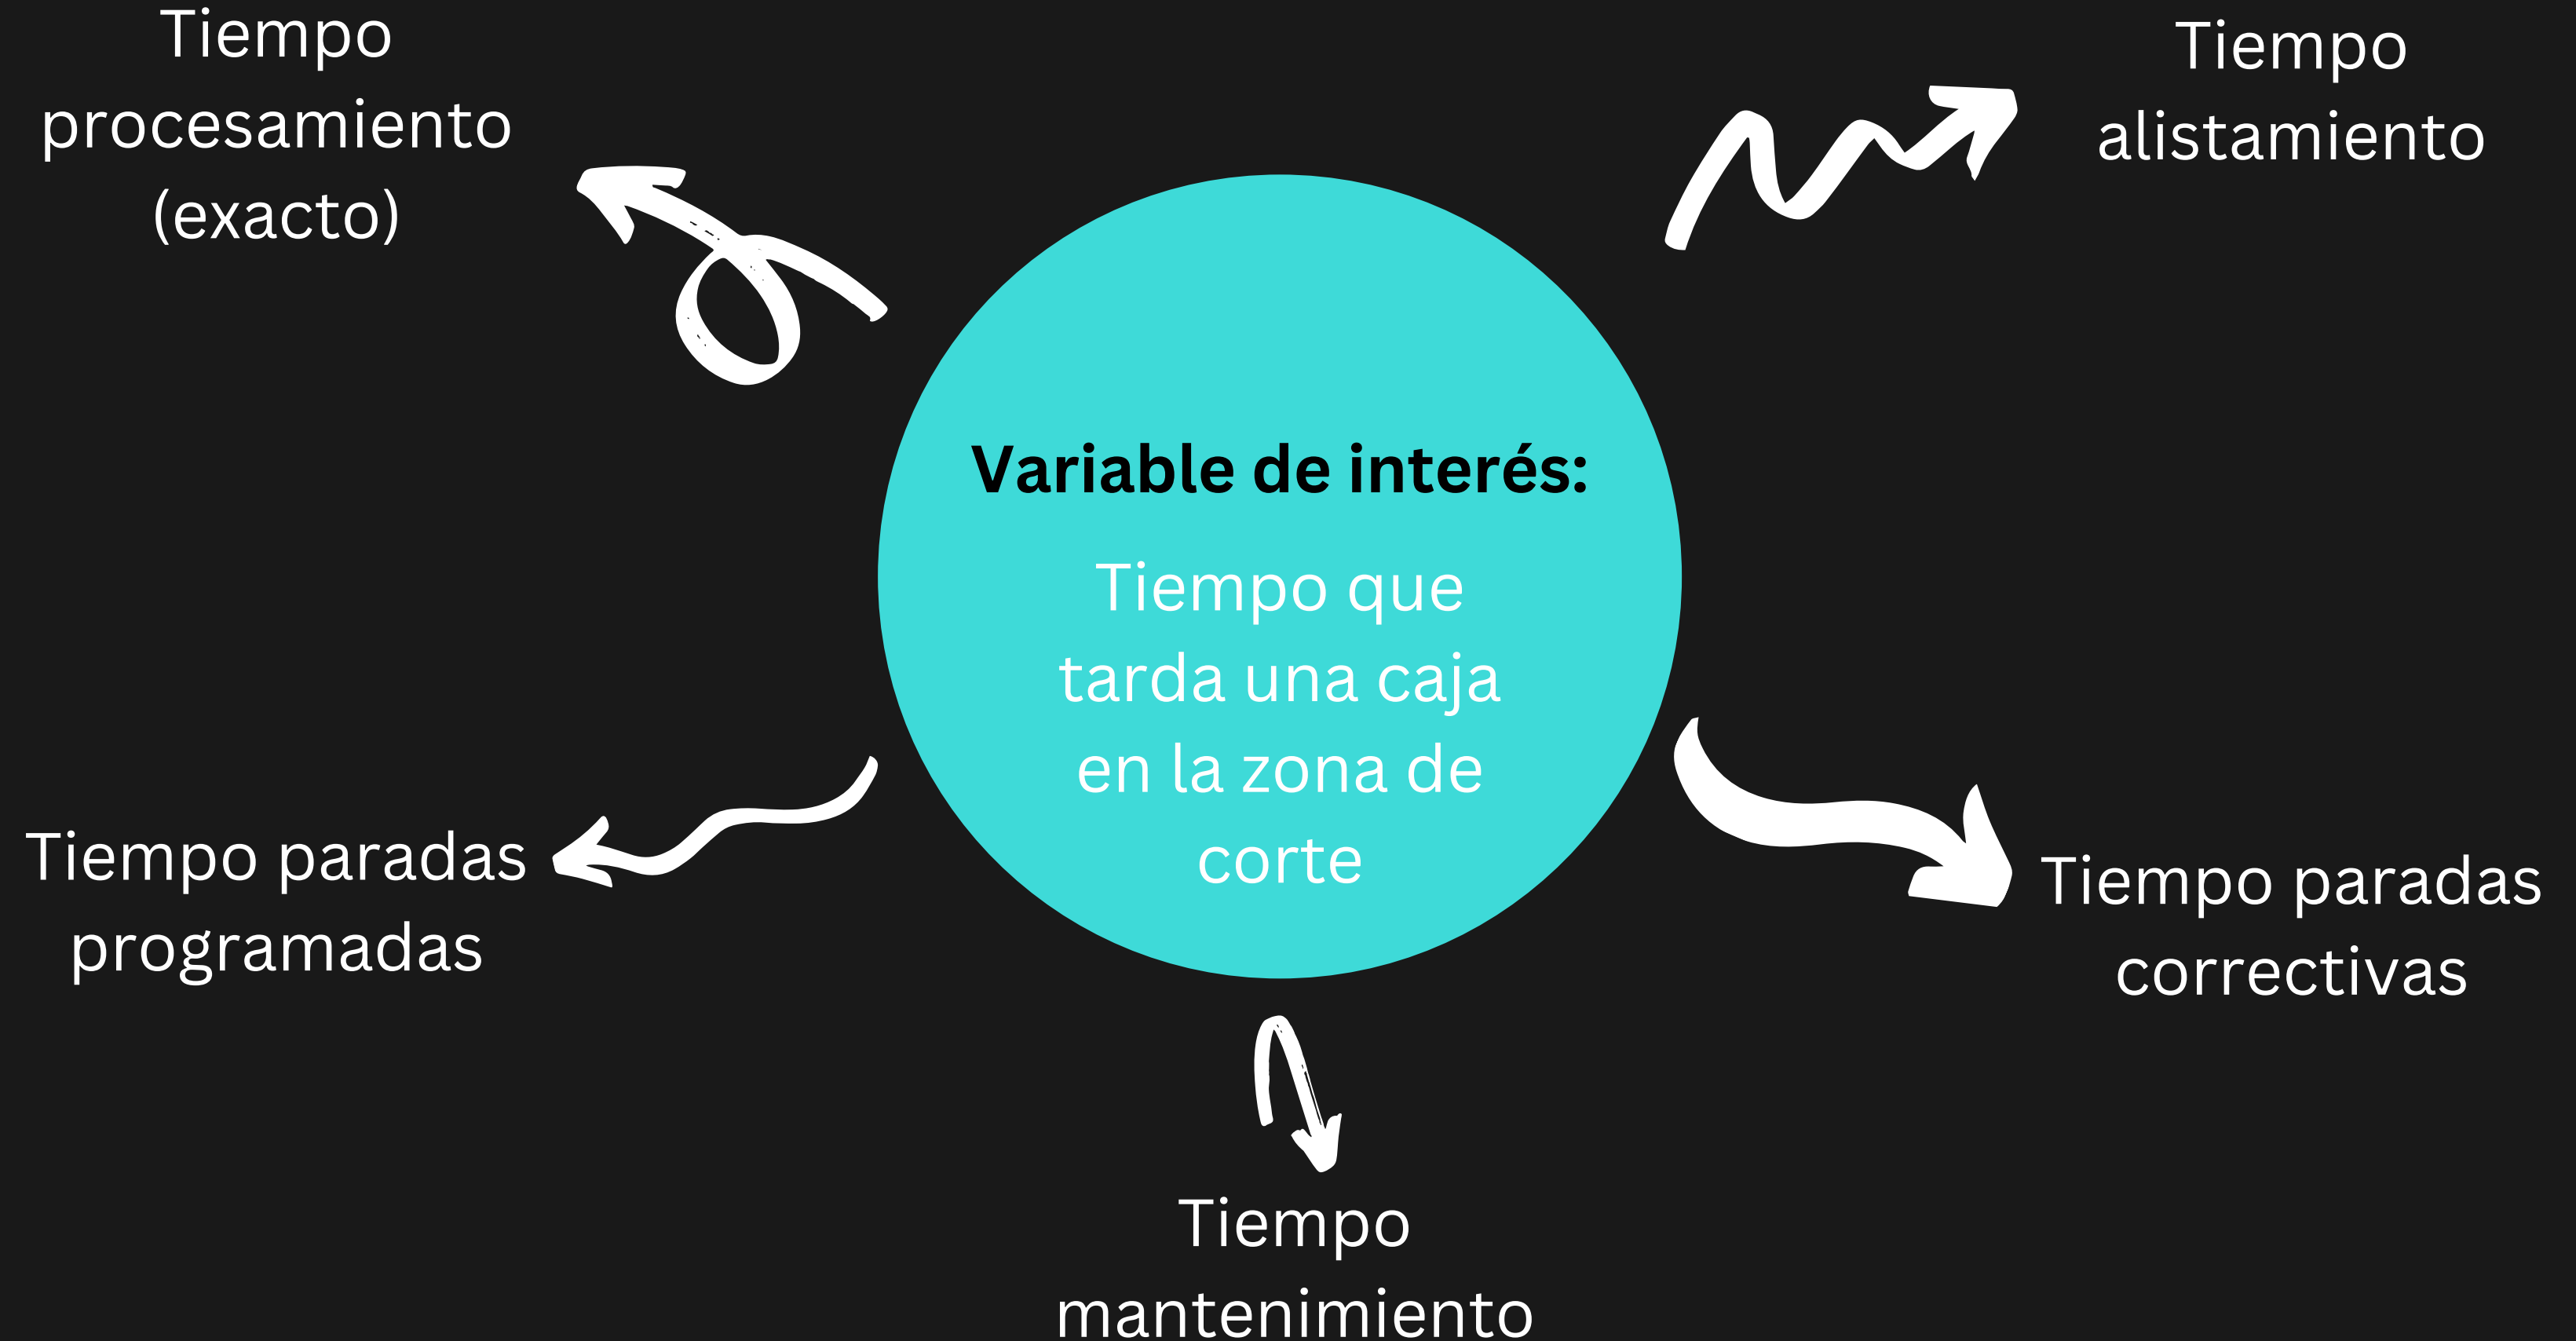 Tiempo
procesamiento
(exacto)
Tiempo
alistamiento
Variable de interés:
Tiempo que
tarda una caja
en la zona de
corte
Tiempo paradas
programadas
Tiempo paradas
correctivas
Tiempo
mantenimiento